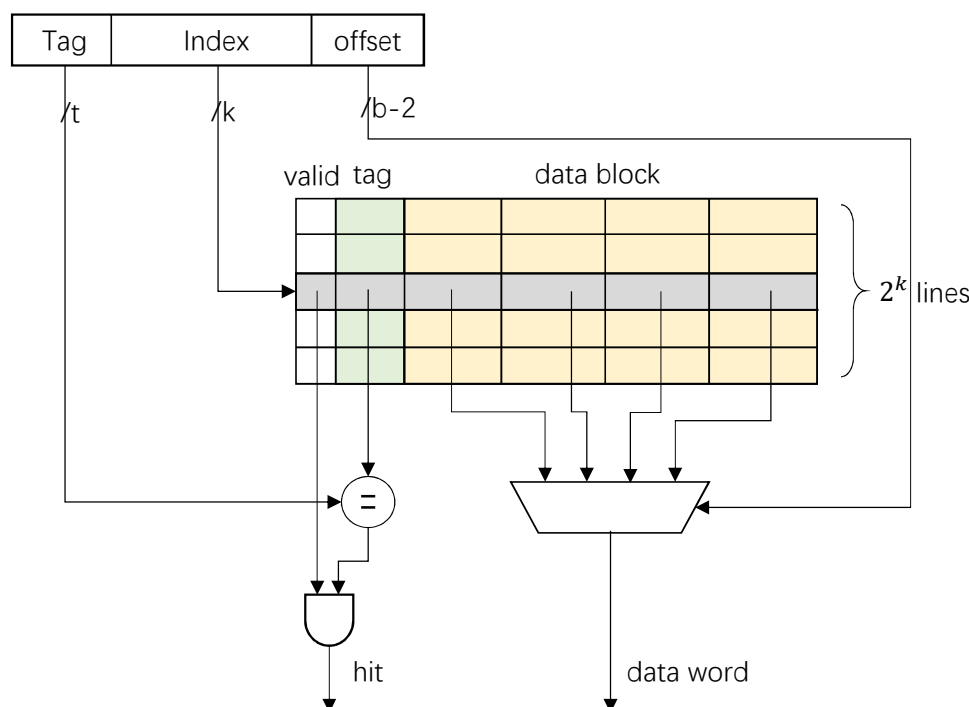 Tag Index offset
/t /k /b-2
valid tag data block
2^k lines
=
hit data word